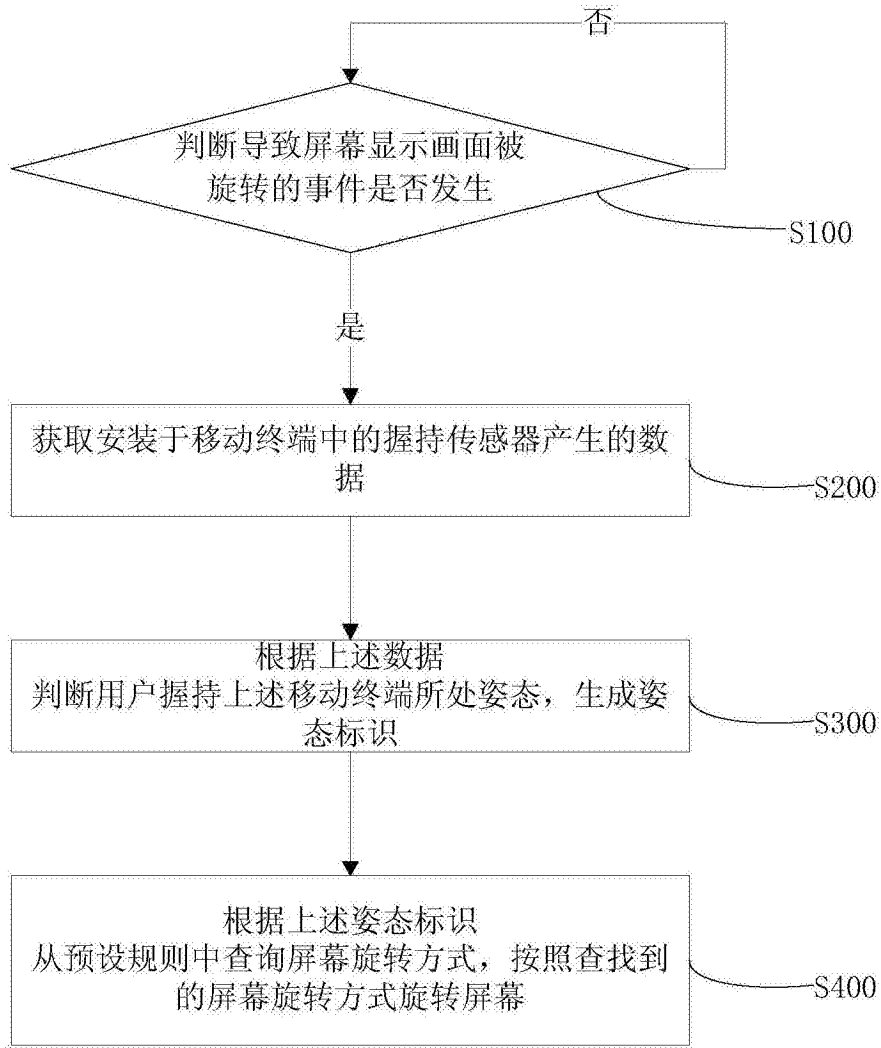 否
判断导致屏幕显示画面被
旋转的事件是否发生
S100
是
获取安装于移动终端中的握持传感器产生的数
据
S200
根据上述数据
判断用户握持上述移动终端所处姿态，生成姿
态标识
S300
根据上述姿态标识
从预设规则中查询屏幕旋转方式，按照查找到
的屏幕旋转方式旋转屏幕
S400